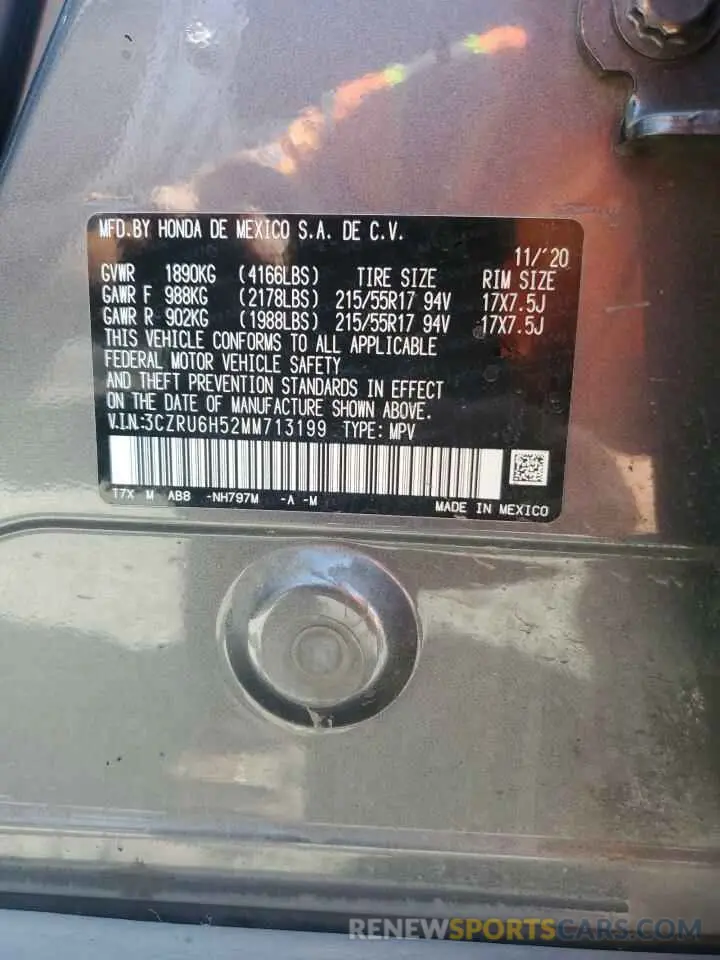 MFD.BY HONDA DE MEXICO S.A. DE C.V.
11/'20
GVWR 1890KG (4166LBS) TIRE SIZE RIM SIZE
GAWR F 988KG (2178LBS) 215/55R17 94V 17X7.5J
GAWR R 902KG (1988LBS) 215/55R17 94V 17X7.5J
THIS VEHICLE CONFORMS TO ALL APPLICABLE
FEDERAL MOTOR VEHICLE SAFETY
AND THEFT PREVENTION STANDARDS IN EFFECT
ON THE DATE OF MANUFACTURE SHOWN ABOVE.
V.I.N:3CZRU6H52MM713199 TYPE: MPV
T7X M AB8 -NH797M -A -M MADE IN MEXICO
RENEWSPORTSCARS.COM